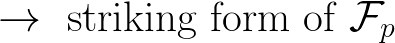 → striking form of $\mathcal{F}_p$